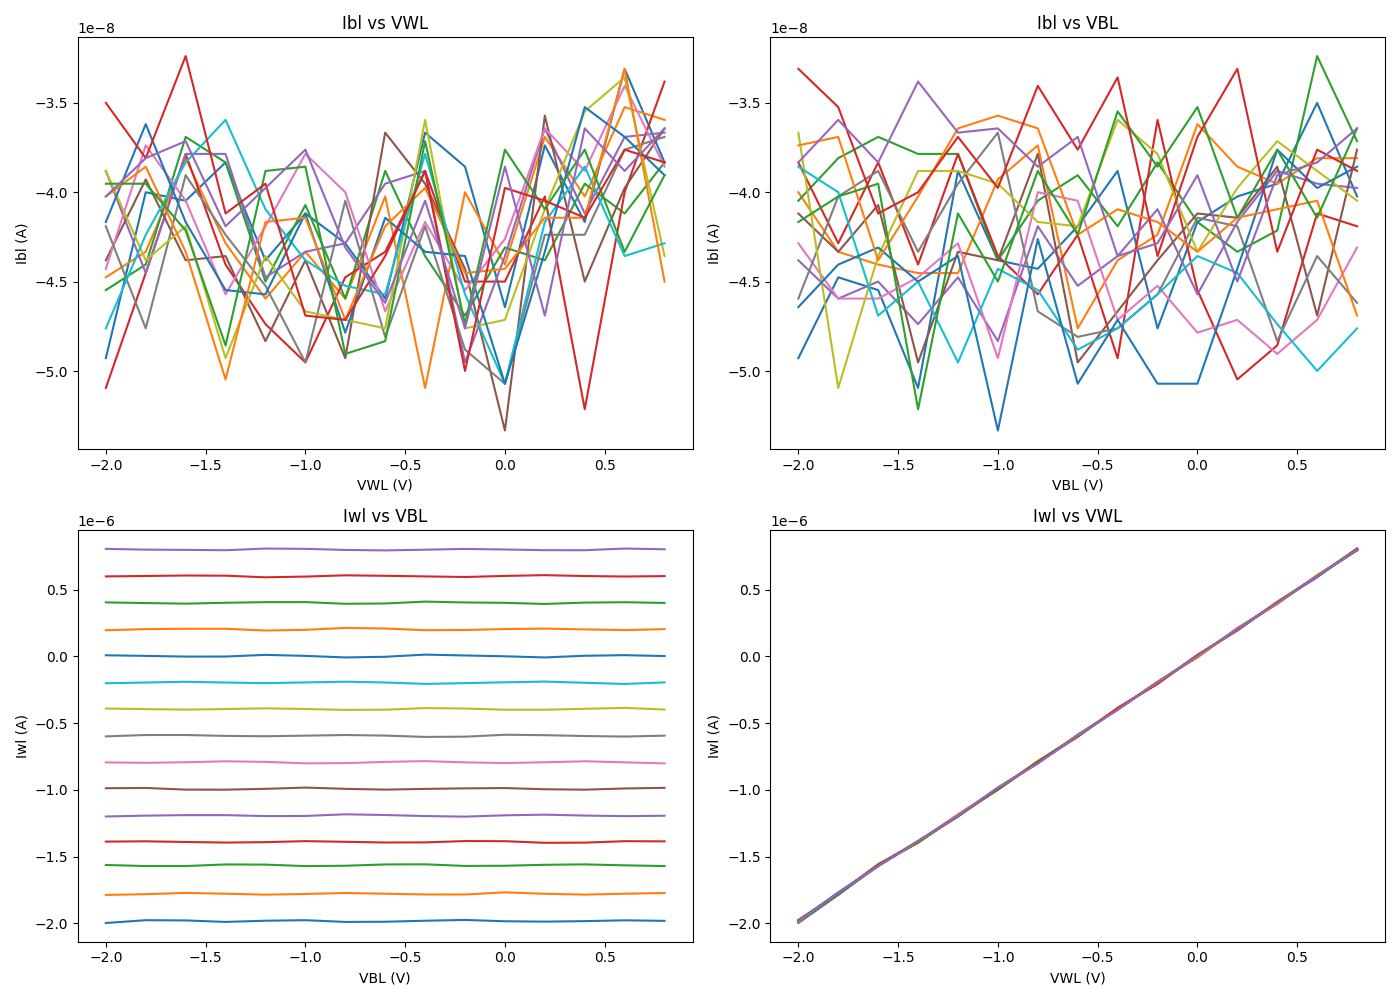 Ibl vs VWL
1e−8
−3.5
−4.0
−4.5
−5.0
Ibl (A)
−2.0 −1.5 −1.0 −0.5 0.0 0.5
VWL (V)
Ibl vs VBL
1e−8
−3.5
−4.0
−4.5
−5.0
Ibl (A)
−2.0 −1.5 −1.0 −0.5 0.0 0.5
VBL (V)
Iwl vs VBL
1e−6
0.5
0.0
−0.5
−1.0
−1.5
−2.0
Iwl (A)
−2.0 −1.5 −1.0 −0.5 0.0 0.5
VBL (V)
Iwl vs VWL
1e−6
0.5
0.0
−0.5
−1.0
−1.5
−2.0
Iwl (A)
−2.0 −1.5 −1.0 −0.5 0.0 0.5
VWL (V)